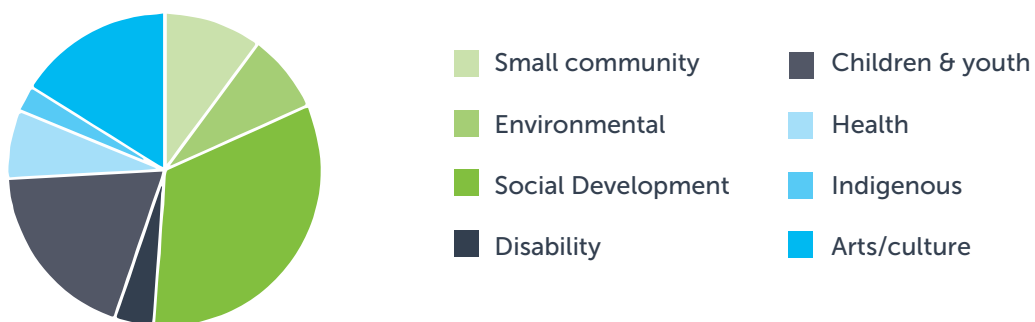 Small community
Environmental
Social Development
Disability
Children & youth
Health
Indigenous
Arts/culture